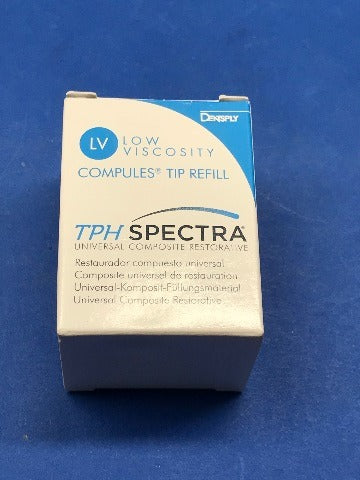 DENTSPLY
LV LOW
VISCOSITY
COMPULES® TIP REFILL
TPH SPECTRA
UNIVERSAL COMPOSITE RESTORATIVE
Restaurador compuesto universal
Composite universel de restauration
Universal-Komposit-Füllungsmaterial
Universal Composite Restorative